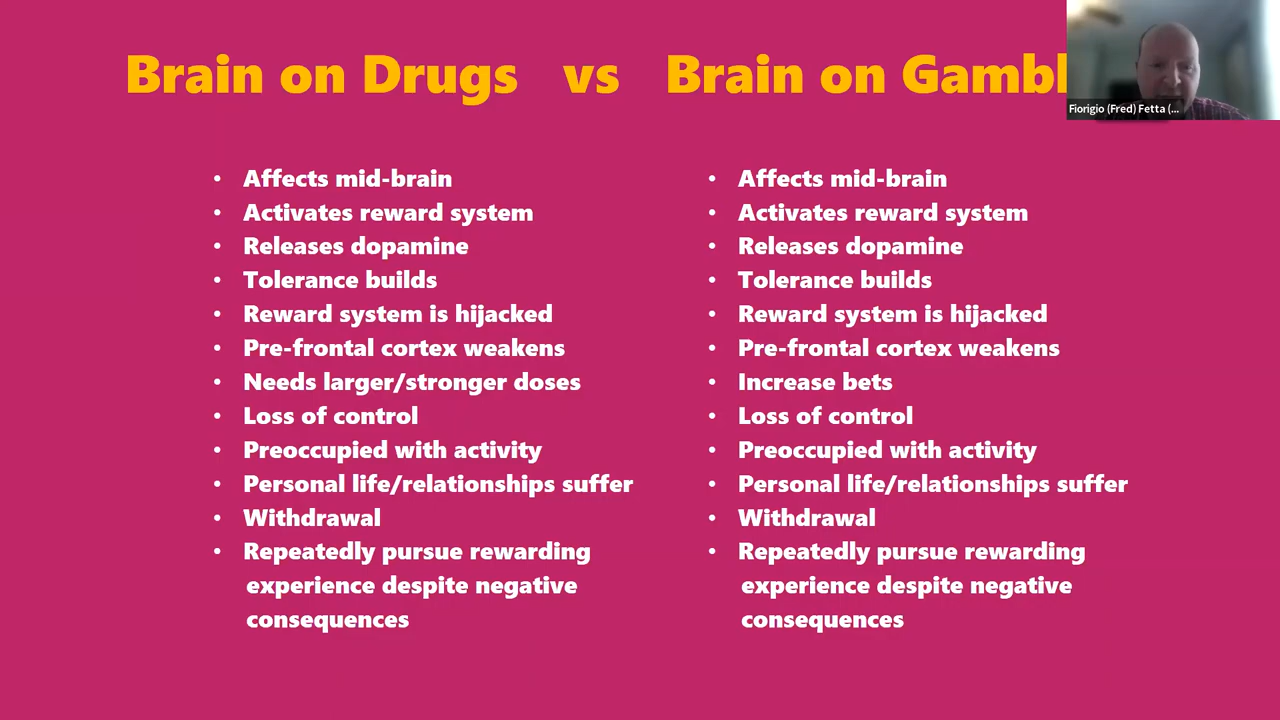 Brain on Drugs vs Brain on Gambl
Fiorigio (Fred) Fetta (...
• Affects mid-brain
• Activates reward system
• Releases dopamine
• Tolerance builds
• Reward system is hijacked
• Pre-frontal cortex weakens
• Needs larger/stronger doses
• Loss of control
• Preoccupied with activity
• Personal life/relationships suffer
• Withdrawal
• Repeatedly pursue rewarding
experience despite negative
consequences
• Affects mid-brain
• Activates reward system
• Releases dopamine
• Tolerance builds
• Reward system is hijacked
• Pre-frontal cortex weakens
• Increase bets
• Loss of control
• Preoccupied with activity
• Personal life/relationships suffer
• Withdrawal
• Repeatedly pursue rewarding
experience despite negative
consequences